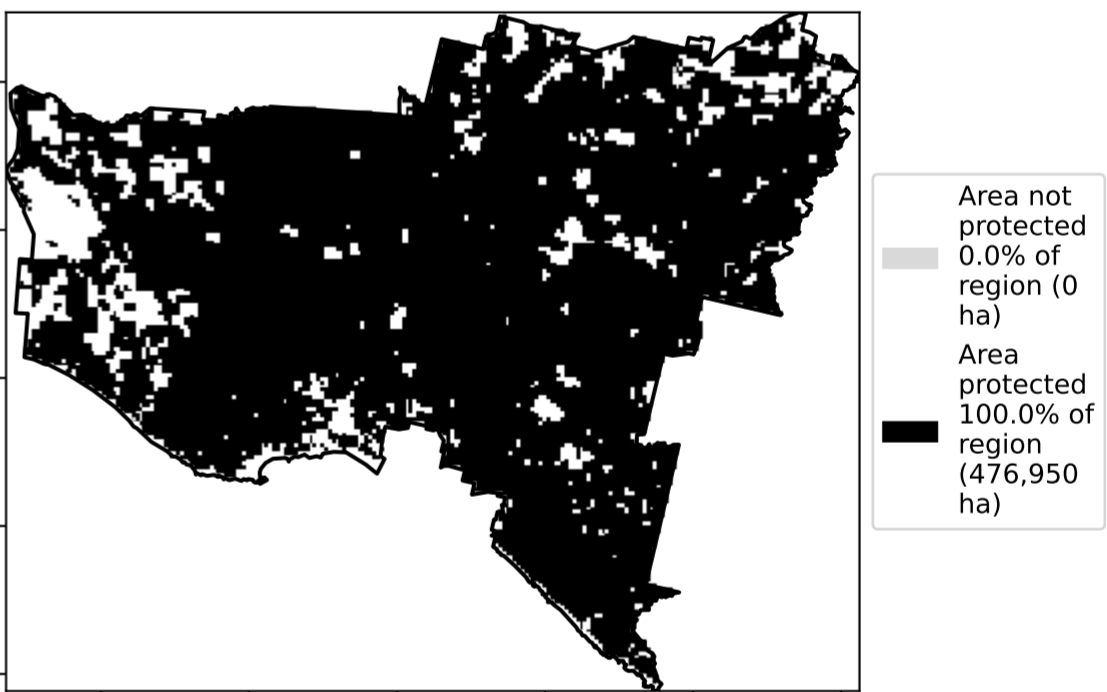 Area not
protected
0.0% of
region (0
ha)
Area
protected
100.0% of
region
(476,950
ha)